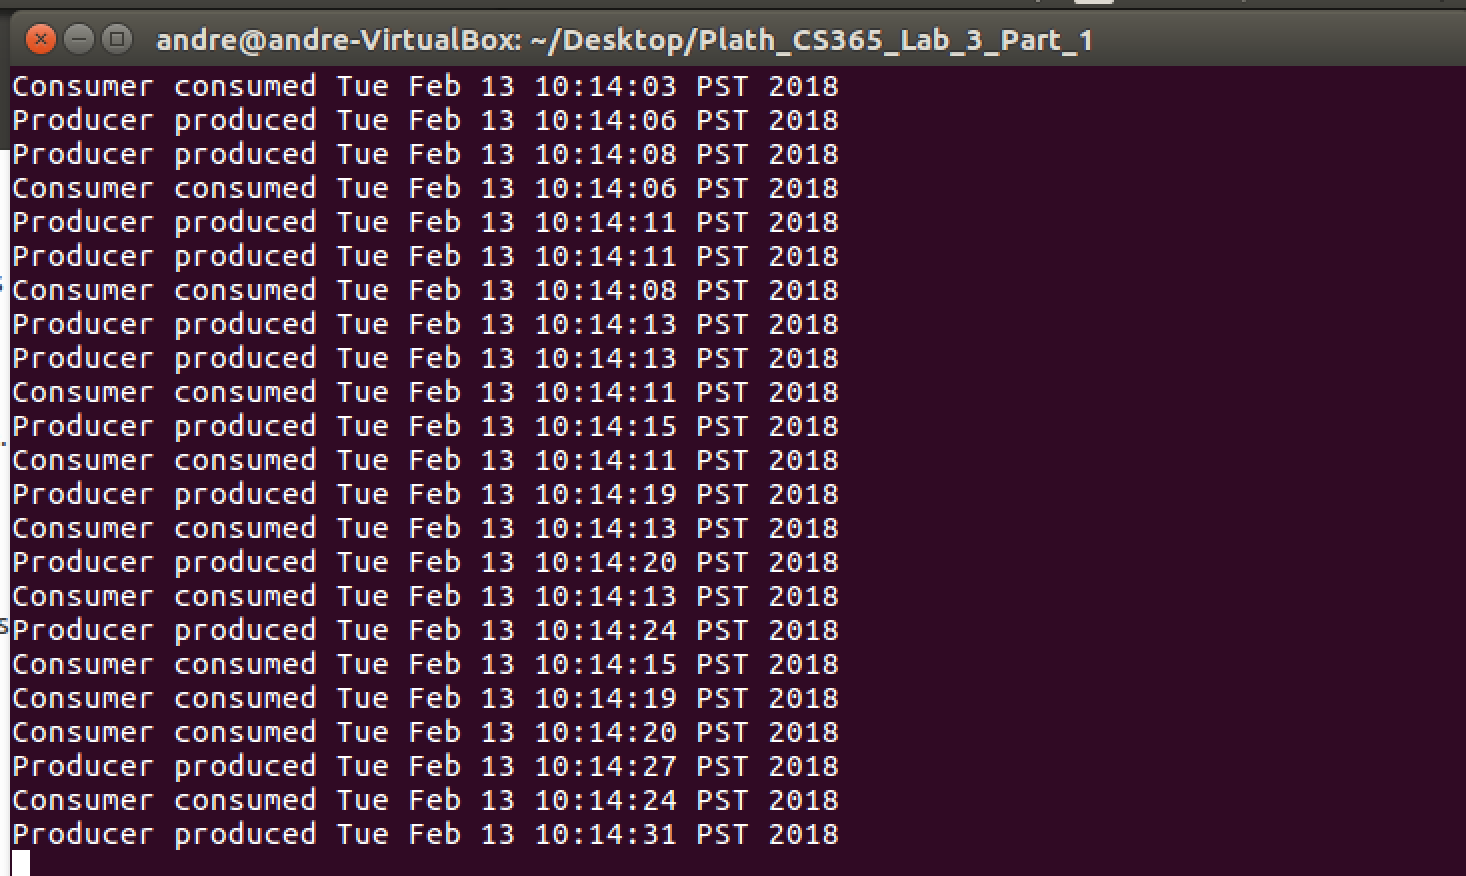 andre@andre-VirtualBox: ~/Desktop/Plath_CS365_Lab_3_Part_1
Consumer consumed Tue Feb 13 10:14:03 PST 2018
Producer produced Tue Feb 13 10:14:06 PST 2018
Producer produced Tue Feb 13 10:14:08 PST 2018
Consumer consumed Tue Feb 13 10:14:06 PST 2018
Producer produced Tue Feb 13 10:14:11 PST 2018
Producer produced Tue Feb 13 10:14:11 PST 2018
Consumer consumed Tue Feb 13 10:14:08 PST 2018
Producer produced Tue Feb 13 10:14:13 PST 2018
Producer produced Tue Feb 13 10:14:13 PST 2018
Consumer consumed Tue Feb 13 10:14:11 PST 2018
Producer produced Tue Feb 13 10:14:15 PST 2018
Consumer consumed Tue Feb 13 10:14:11 PST 2018
Producer produced Tue Feb 13 10:14:19 PST 2018
Consumer consumed Tue Feb 13 10:14:13 PST 2018
Producer produced Tue Feb 13 10:14:20 PST 2018
Consumer consumed Tue Feb 13 10:14:13 PST 2018
Producer produced Tue Feb 13 10:14:24 PST 2018
Consumer consumed Tue Feb 13 10:14:15 PST 2018
Consumer consumed Tue Feb 13 10:14:19 PST 2018
Consumer consumed Tue Feb 13 10:14:20 PST 2018
Producer produced Tue Feb 13 10:14:27 PST 2018
Consumer consumed Tue Feb 13 10:14:24 PST 2018
Producer produced Tue Feb 13 10:14:31 PST 2018